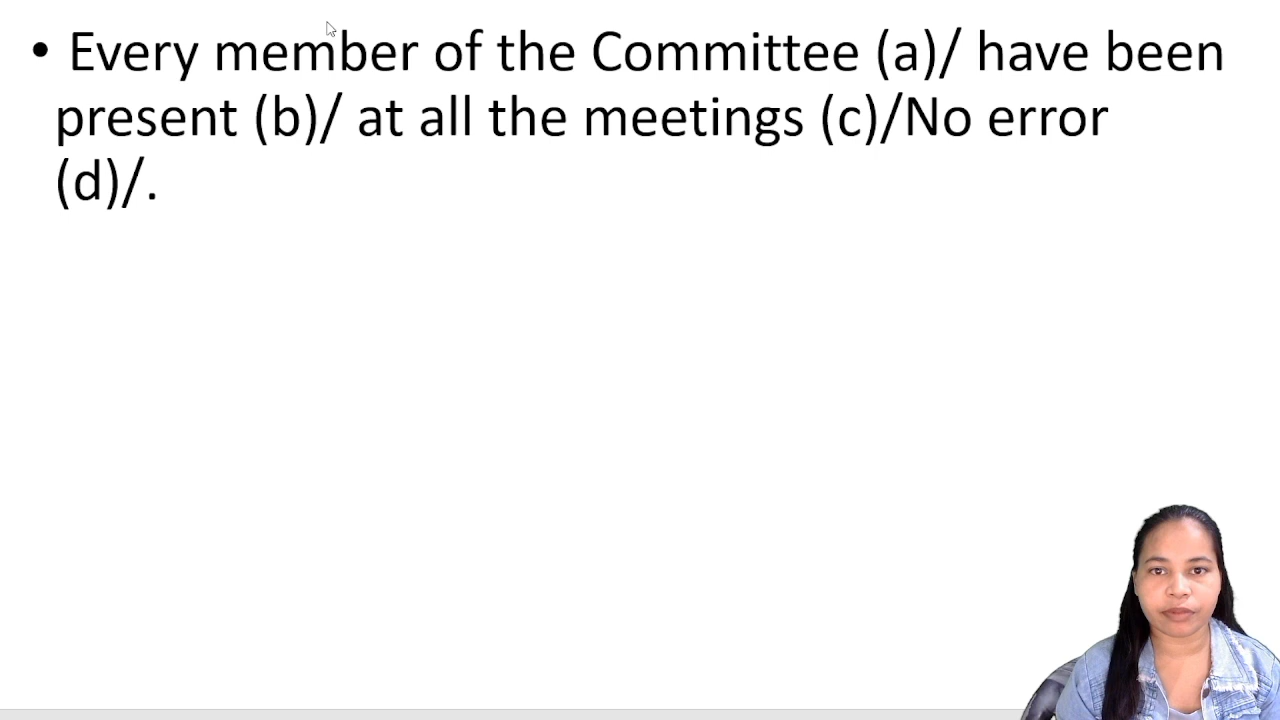 • Every member of the Committee (a)/ have been
present (b)/ at all the meetings (c)/No error
(d)/.